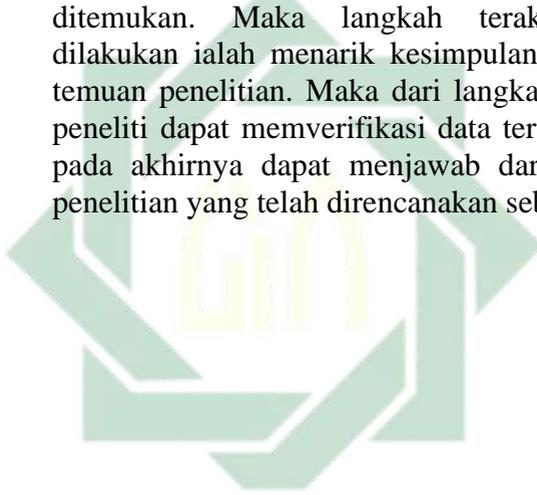 ditemukan. Maka langkah terak
dilakukan ialah menarik kesimpulan
temuan penelitian. Maka dari langka
peneliti dapat memverifikasi data ter
pada akhirnya dapat menjawab dar
penelitian yang telah direncanakan seb